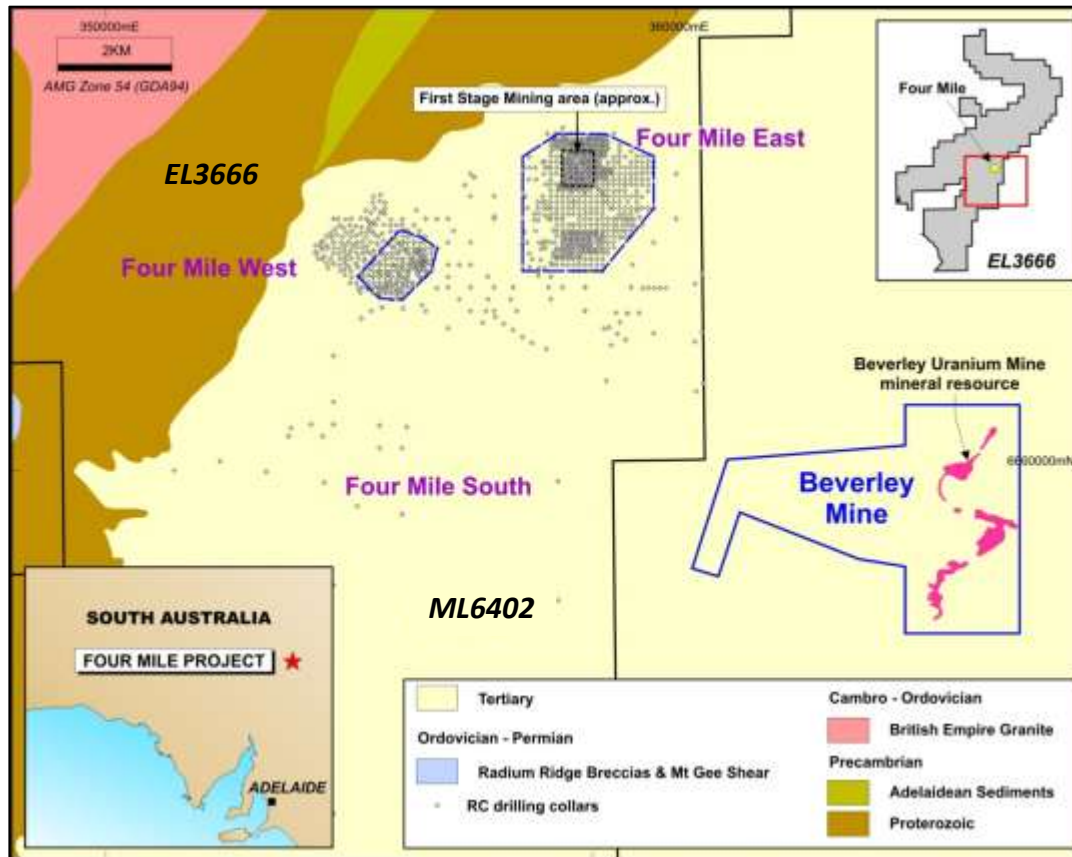 350000mE
360000mE
2KM
AMG Zone 54 (GDA94)
First Stage Mining area (approx.)
Four Mile East
Four Mile
EL3666
EL3666
Four Mile West
Beverley Uranium Mine
mineral resource
6660000mN
Four Mile South
Beverley
Mine
ML6402
SOUTH AUSTRALIA
FOUR MILE PROJECT
ADELAIDE
Tertiary
Ordovician - Permian
Radium Ridge Breccias & Mt Gee Shear
RC drilling collars
Cambro - Ordovician
British Empire Granite
Precambrian
Adelaidean Sediments
Proterozoic